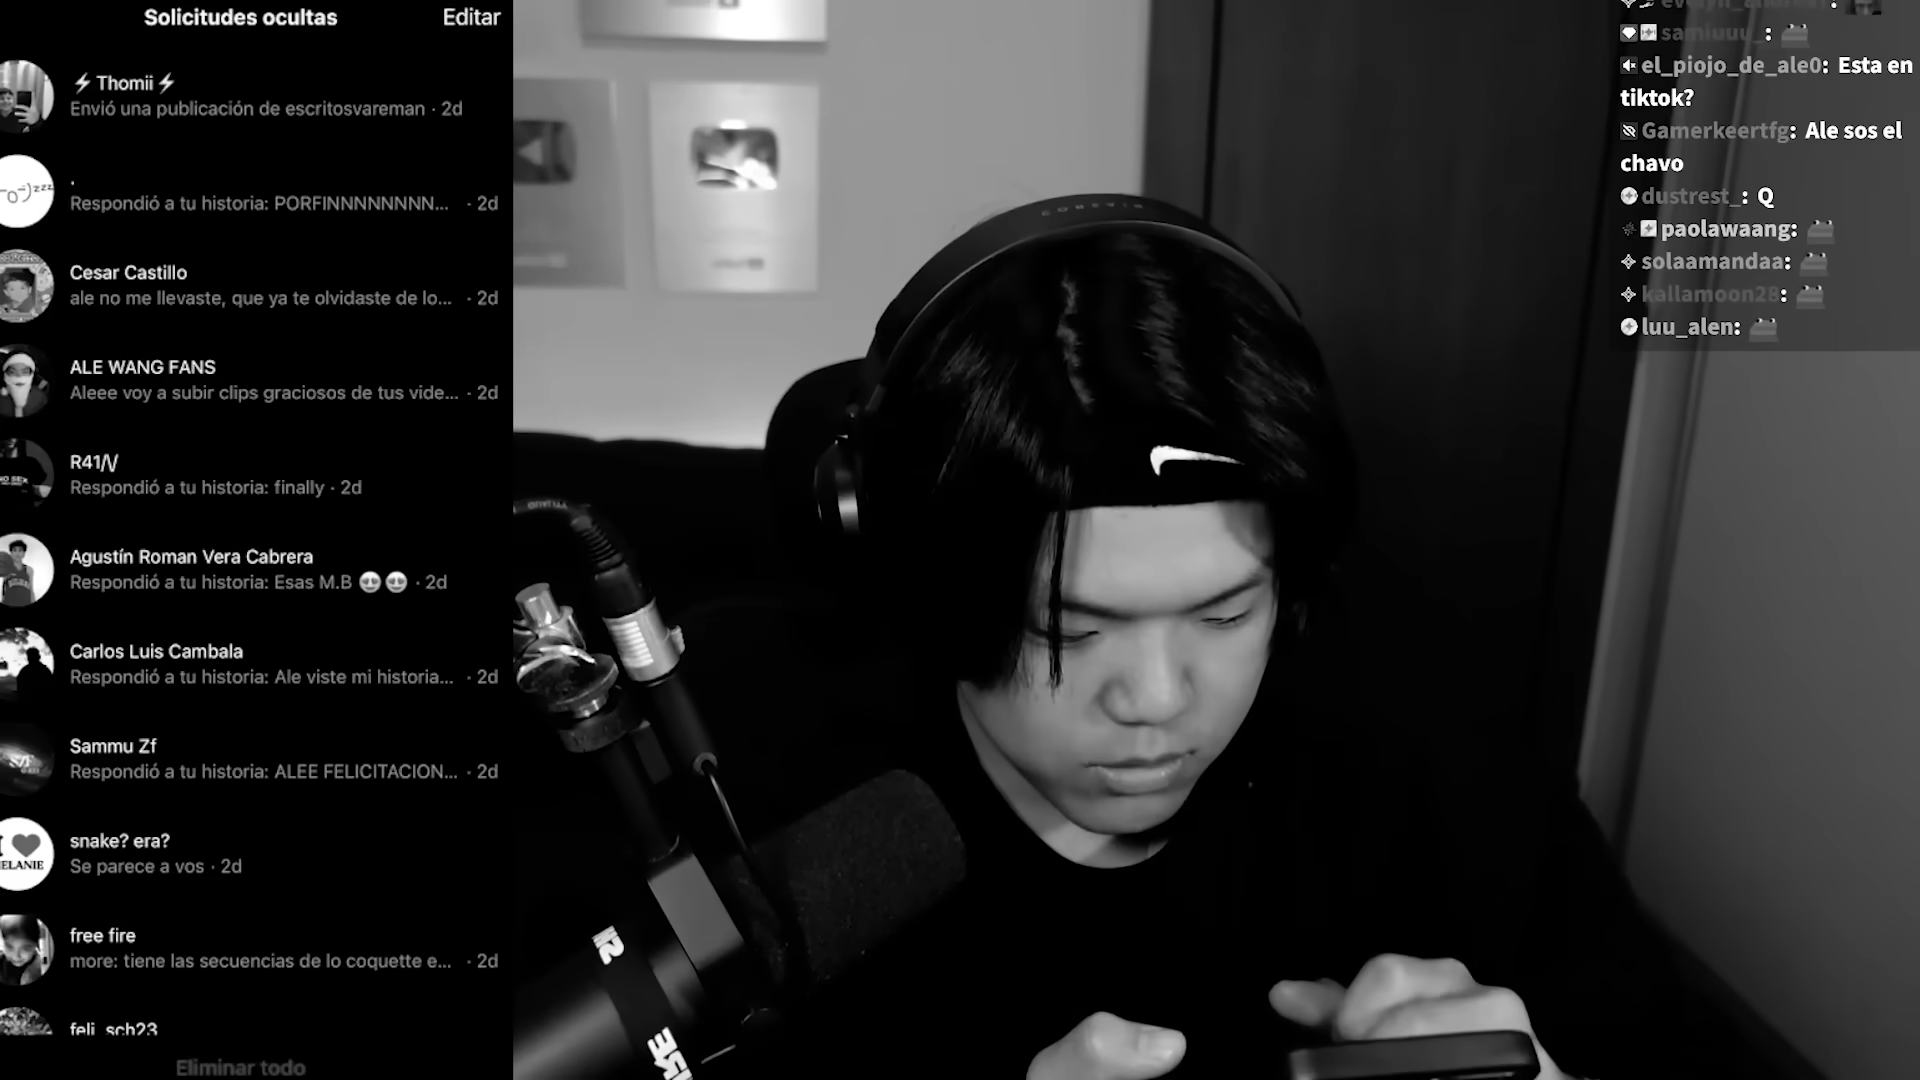 Solicitudes ocultas
Editar
⚡ Thomii ⚡
Envió una publicación de escritosvareman · 2d
.
Respondió a tu historia: PORFINNNNNNNN... · 2d
Cesar Castillo
ale no me llevaste, que ya te olvidaste de lo... · 2d
ALE WANG FANS
Aleee voy a subir clips graciosos de tus vide... · 2d
R41/\/
Respondió a tu historia: finally · 2d
Agustín Roman Vera Cabrera
Respondió a tu historia: Esas M.B 😍😍 · 2d
Carlos Luis Cambala
Respondió a tu historia: Ale viste mi historia... · 2d
Sammu Zf
Respondió a tu historia: ALEE FELICITACION... · 2d
snake? era?
Se parece a vos · 2d
free fire
more: tiene las secuencias de lo coquette e... · 2d
feli_sch23
Eliminar todo
CORSAIR
samiuuu_:
el_piojo_de_ale0: Esta en
tiktok?
Gamerkeertfg: Ale sos el
chavo
dustrest_: Q
paolawaang:
solaamandaa:
kallamoon28:
luu_alen: